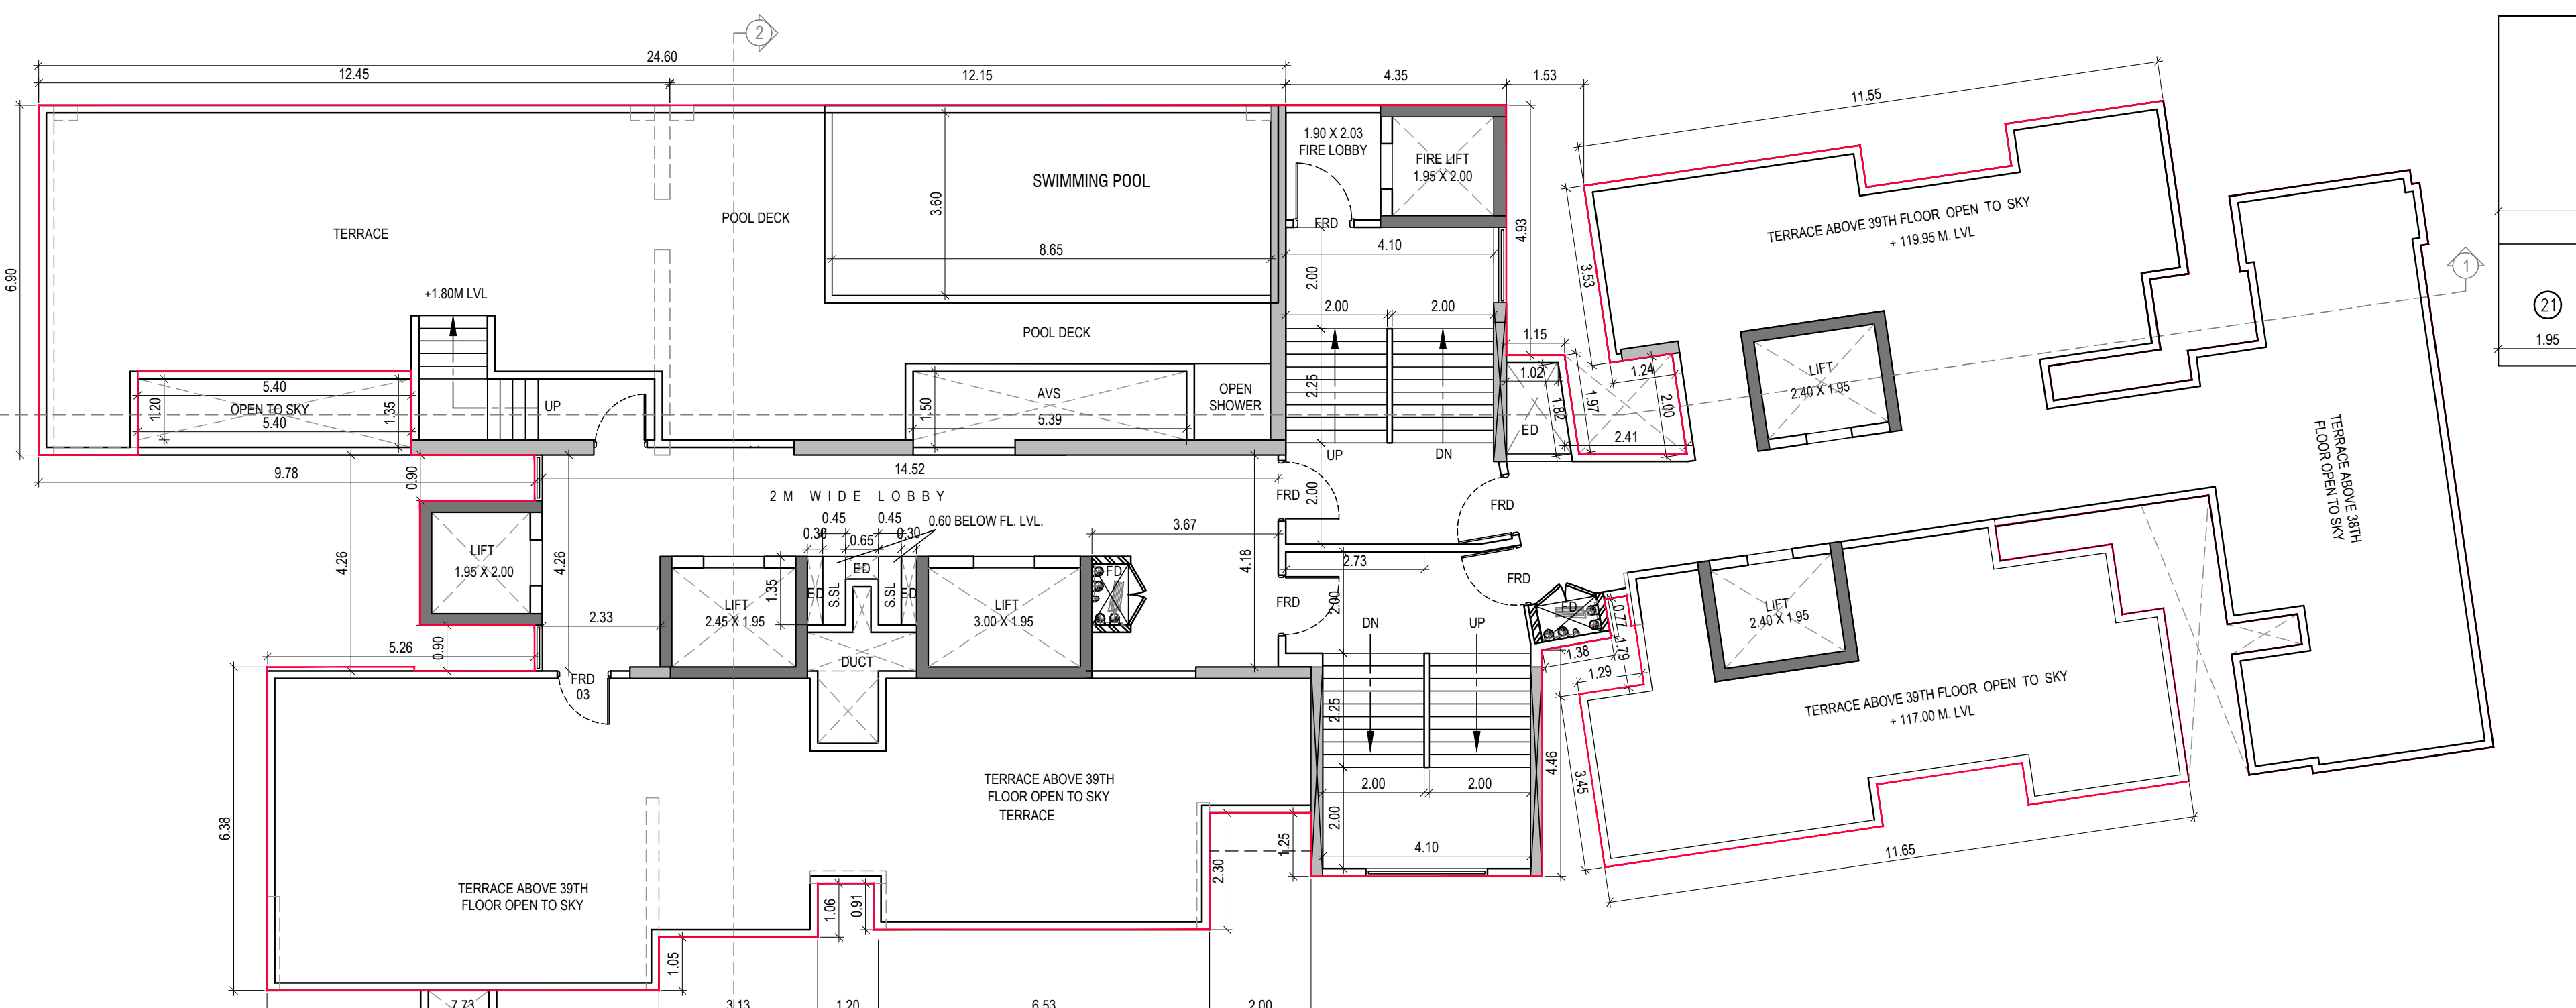 2
24.60
12.45
12.15
4.35
1.53
11.55
6.90
TERRACE
POOL DECK
SWIMMING POOL
3.60
8.65
1.90 X 2.03
FIRE LOBBY
FIRE LIFT
1.95 X 2.00
FRD
4.10
4.93
2.00
2.00
2.00
2.25
TERRACE ABOVE 39TH FLOOR OPEN TO SKY
+ 119.95 M. LVL
3.53
1
21
1.95
+1.80M LVL
POOL DECK
5.40
1.20
OPEN TO SKY
5.40
1.35
UP
1.50
AVS
5.39
OPEN
SHOWER
1.15
1.02
1.82
ED
1.97
1.24
2.00
2.41
LIFT
2.40 X 1.95
TERRACE ABOVE 38TH
FLOOR OPEN TO SKY
UP
DN
9.78
0.90
14.52
2 M WIDE LOBBY
FRD
2.00
FRD
0.45
0.45
0.60 BELOW FL. LVL.
0.30
0.65
0.30
3.67
LIFT
1.95 X 2.00
4.26
4.26
4.18
2.73
FRD
ED
ED
S.SL
S.SL
ED
1.35
FD
LIFT
2.45 X 1.95
LIFT
3.00 X 1.95
FRD
2.00
FD
0.77
1.79
1.38
1.29
LIFT
2.40 X 1.95
2.33
5.26
0.90
DUCT
DN
UP
FRD
03
2.25
TERRACE ABOVE 39TH FLOOR OPEN TO SKY
+ 117.00 M. LVL
4.46
3.45
6.38
TERRACE ABOVE 39TH
FLOOR OPEN TO SKY
TERRACE
2.00
2.00
2.00
1.25
4.10
11.65
2.30
TERRACE ABOVE 39TH
FLOOR OPEN TO SKY
1.06
0.91
1.05
7.73
3.13
1.20
6.53
2.00